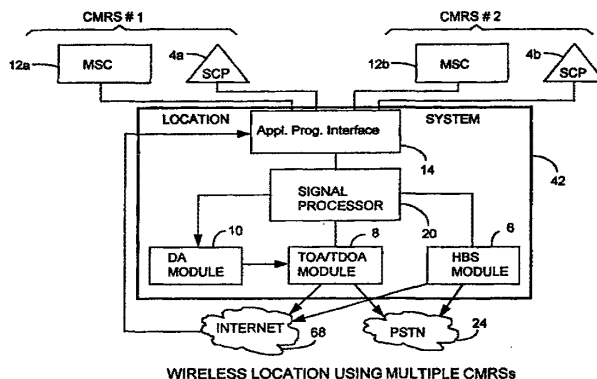 CMRS # 1
CMRS # 2
12a
MSC
4a
SCP
12b
MSC
4b
SCP
LOCATION
Appl. Prog. Interface
SYSTEM
14
42
SIGNAL
PROCESSOR
20
10
8
6
DA
MODULE
TOA/TDOA
MODULE
HBS
MODULE
INTERNET
68
PSTN
24
WIRELESS LOCATION USING MULTIPLE CMRSs